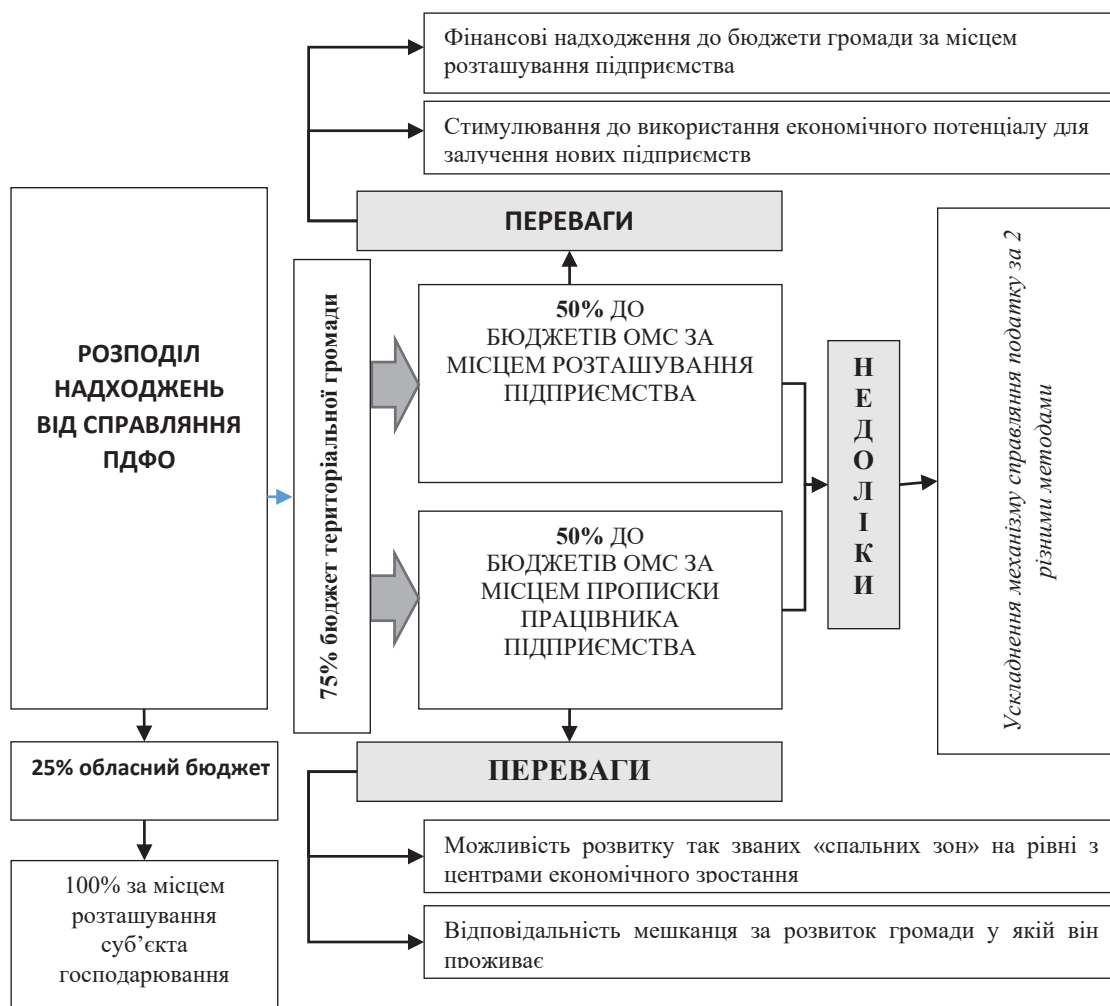 Фінансові надходження до бюджети громади за місцем
розташування підприємства
Стимулювання до використання економічного потенціалу для
залучення нових підприємств
ПЕРЕВАГИ
РОЗПОДІЛ
НАДХОДЖЕНЬ
ВІД СПРАВЛЯННЯ
ПДФО
75% бюджет територіальної громади
50% ДО
БЮДЖЕТІВ ОМС ЗА
МІСЦЕМ РОЗТАШУВАННЯ
ПІДПРИЄМСТВА
50% ДО
БЮДЖЕТІВ ОМС ЗА
МІСЦЕМ ПРОПИСКИ
ПРАЦІВНИКА
ПІДПРИЄМСТВА
НЕДОЛІКИ
Ускладнення механізму справляння податку за 2
різними методами
25% обласний бюджет
100% за місцем
розташування
суб’єкта
господарювання
ПЕРЕВАГИ
Можливість розвитку так званих «спальних зон» на рівні з
центрами економічного зростання
Відповідальність мешканця за розвиток громади у якій він
проживає